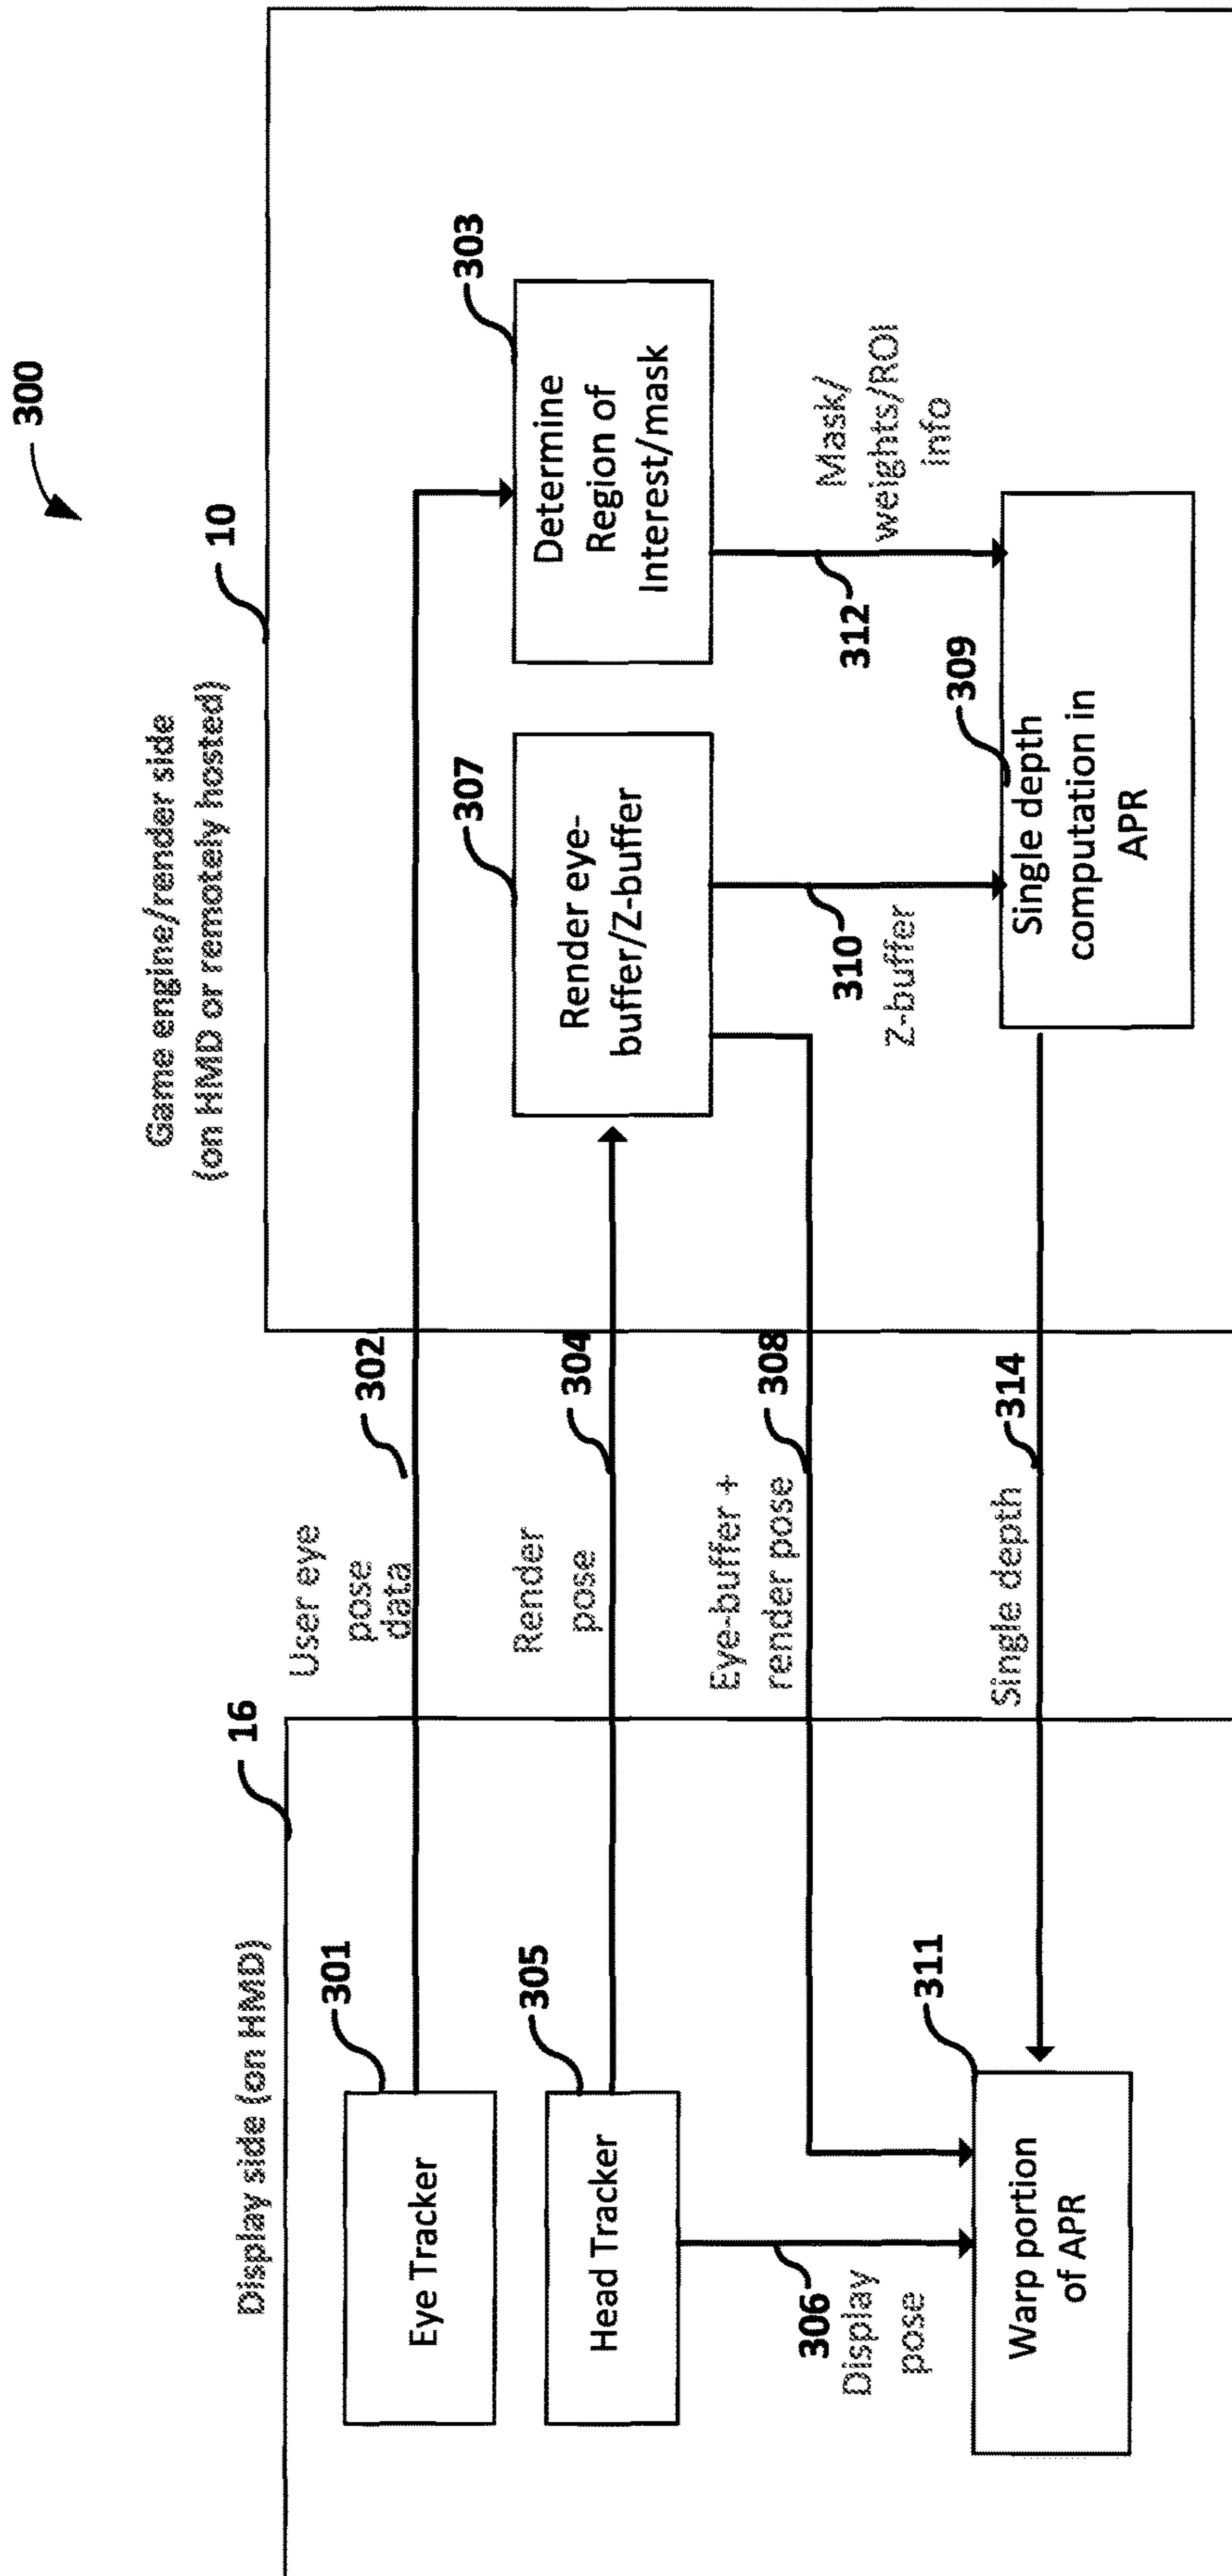 300
Game engine/render side
(on HMD or remotely hosted)
10
Display side (on HMD)
16
301
Eye Tracker
User eye
pose
data
302
303
Determine
Region of
Interest/mask
305
Head Tracker
Render
pose
304
307
Render eye-
buffer/Z-buffer
306
Display
pose
Eye-buffer +
render pose
308
310
Z-buffer
312
Mask/
weights/ROI
info
311
Warp portion
of APR
Single depth
314
309
Single depth
computation in
APR